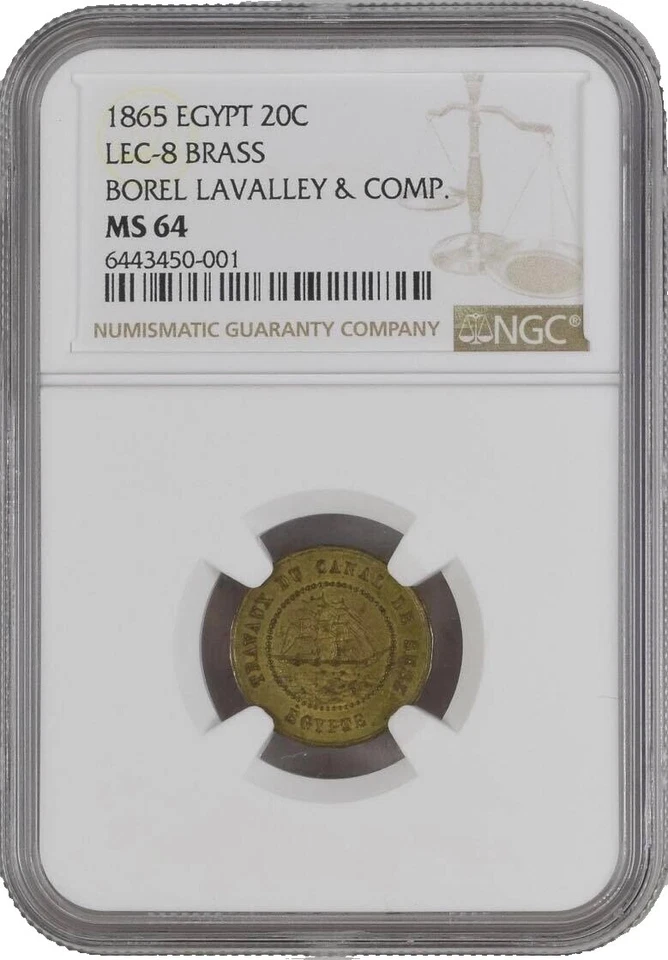 1865 EGYPT 20C
LEC-8 BRASS
BOREL LAVALLEY & COMP.
MS 64
6443450-001
NUMISMATIC GUARANTY COMPANY NGC®
TRAVAUX DU CANAL DE SUEZ
EGYPTE